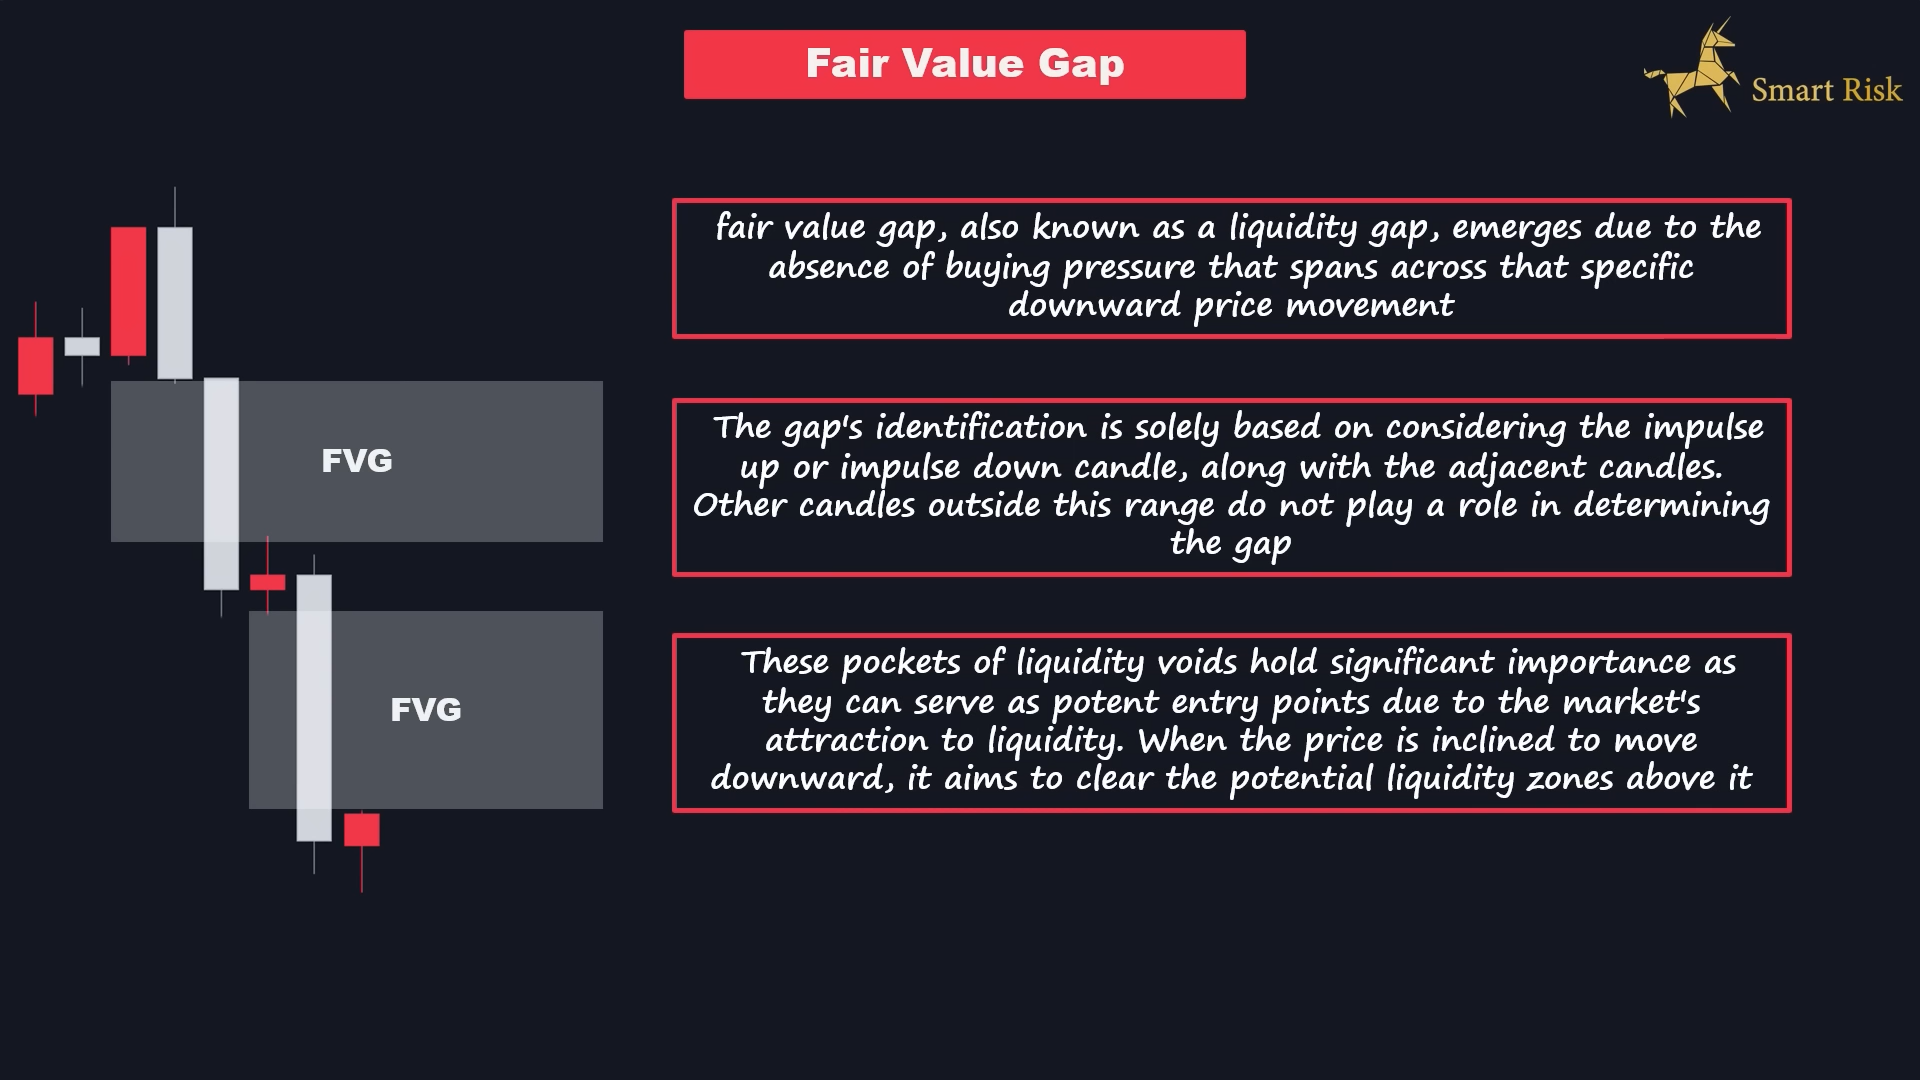 Fair Value Gap
Smart Risk
fair value gap, also known as a liquidity gap, emerges due to the
absence of buying pressure that spans across that specific
downward price movement
The gap's identification is solely based on considering the impulse
up or impulse down candle, along with the adjacent candles.
Other candles outside this range do not play a role in determining
the gap
These pockets of liquidity voids hold significant importance as
they can serve as potent entry points due to the market's
attraction to liquidity. When the price is inclined to move
downward, it aims to clear the potential liquidity zones above it
FVG
FVG